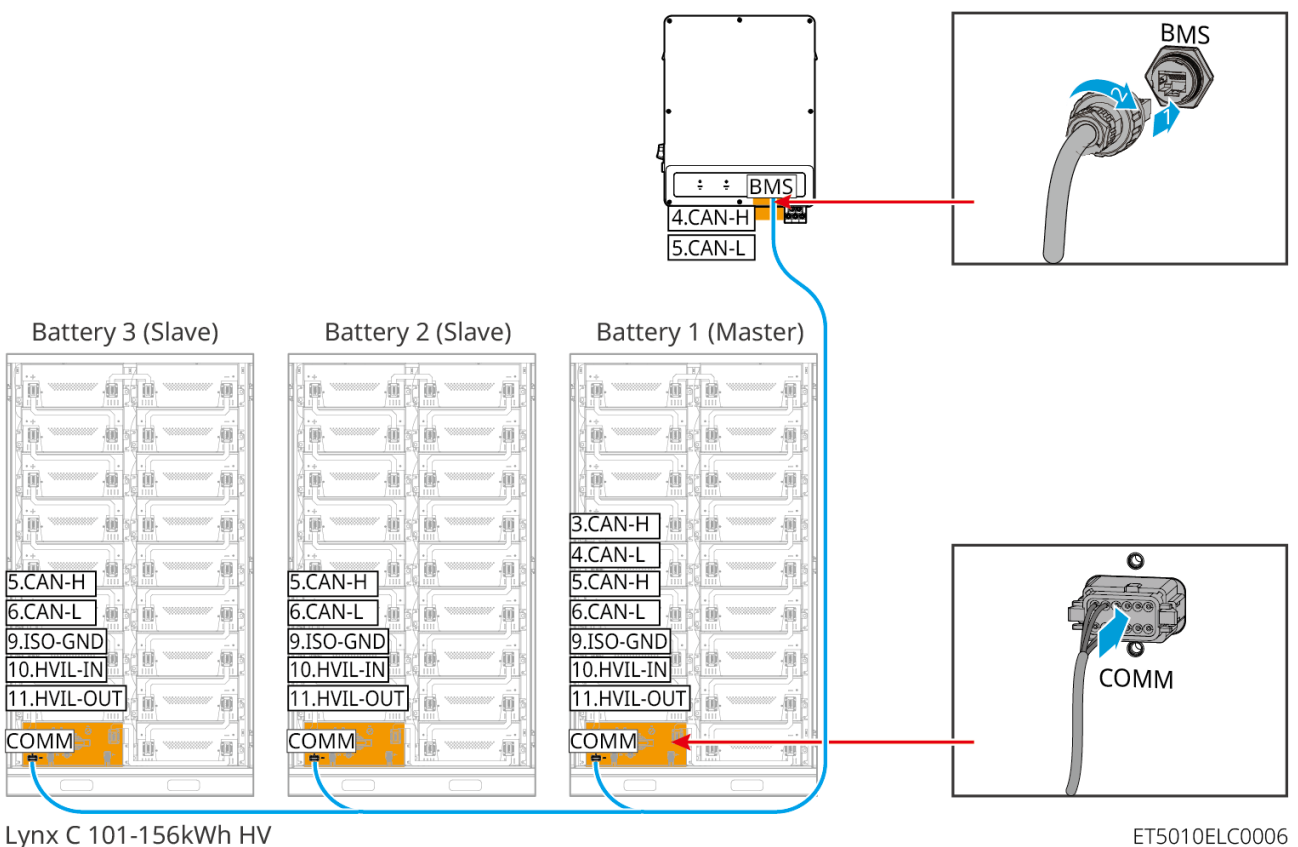 BMS
2
1
BMS
4.CAN-H
5.CAN-L
Battery 3 (Slave)
Battery 2 (Slave)
Battery 1 (Master)
5.CAN-H
6.CAN-L
9.ISO-GND
10.HVIL-IN
11.HVIL-OUT
COMM
5.CAN-H
6.CAN-L
9.ISO-GND
10.HVIL-IN
11.HVIL-OUT
COMM
3.CAN-H
4.CAN-L
5.CAN-H
6.CAN-L
9.ISO-GND
10.HVIL-IN
11.HVIL-OUT
COMM
COMM
Lynx C 101-156kWh HV
ET5010ELC0006